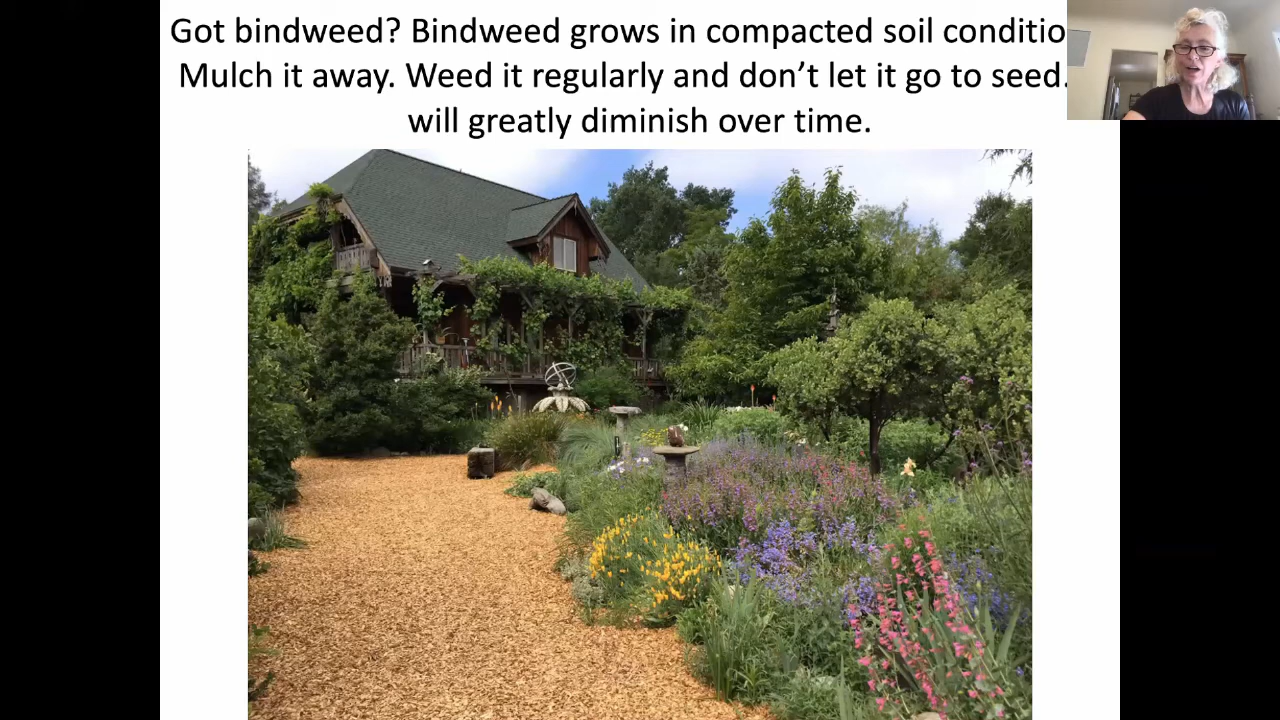 Got bindweed? Bindweed grows in compacted soil conditio
Mulch it away. Weed it regularly and don’t let it go to seed.
will greatly diminish over time.